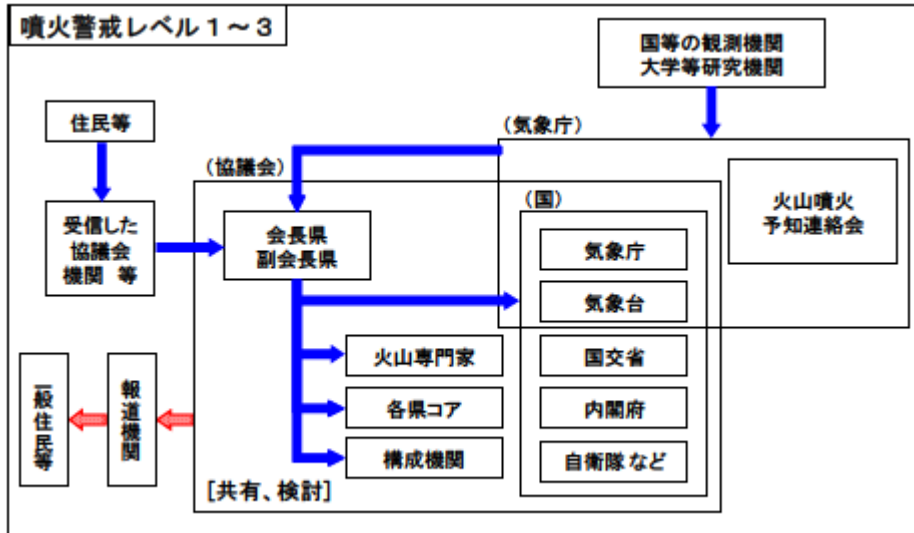 噴火警戒レベル１～３
国等の観測機関
大学等研究機関
住民等
（気象庁）
（協議会）
受信した
協議会
機関 等
会長県
副会長県
（国）
火山噴火
予知連絡会
気象庁
気象台
火山専門家
国交省
各県コア
内閣府
構成機関
自衛隊など
一般住民等
報道機関
［共有、検討］